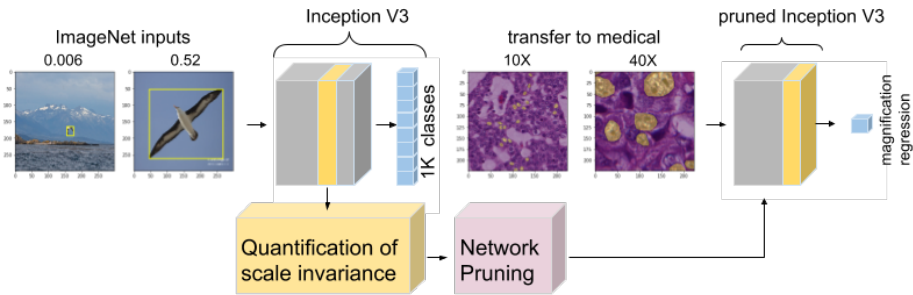 Inception V3
pruned Inception V3
ImageNet inputs
transfer to medical
0.006
0.52
10X
40X
1K classes
magnification
regression
Quantification of
scale invariance
Network
Pruning